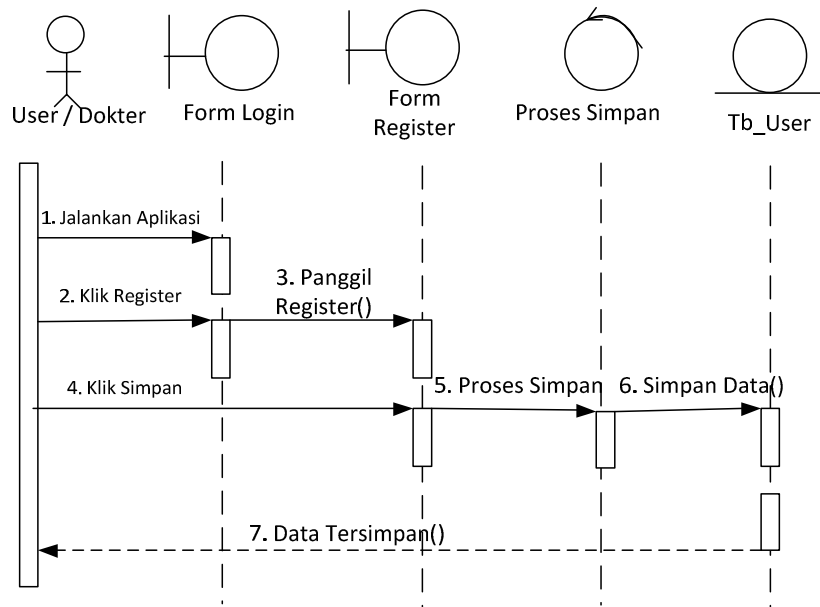 User / Dokter
Form Login
Form
Register
Proses Simpan
Tb_User
1. Jalankan Aplikasi
2. Klik Register
3. Panggil
Register()
4. Klik Simpan
5. Proses Simpan
6. Simpan Data()
7. Data Tersimpan()